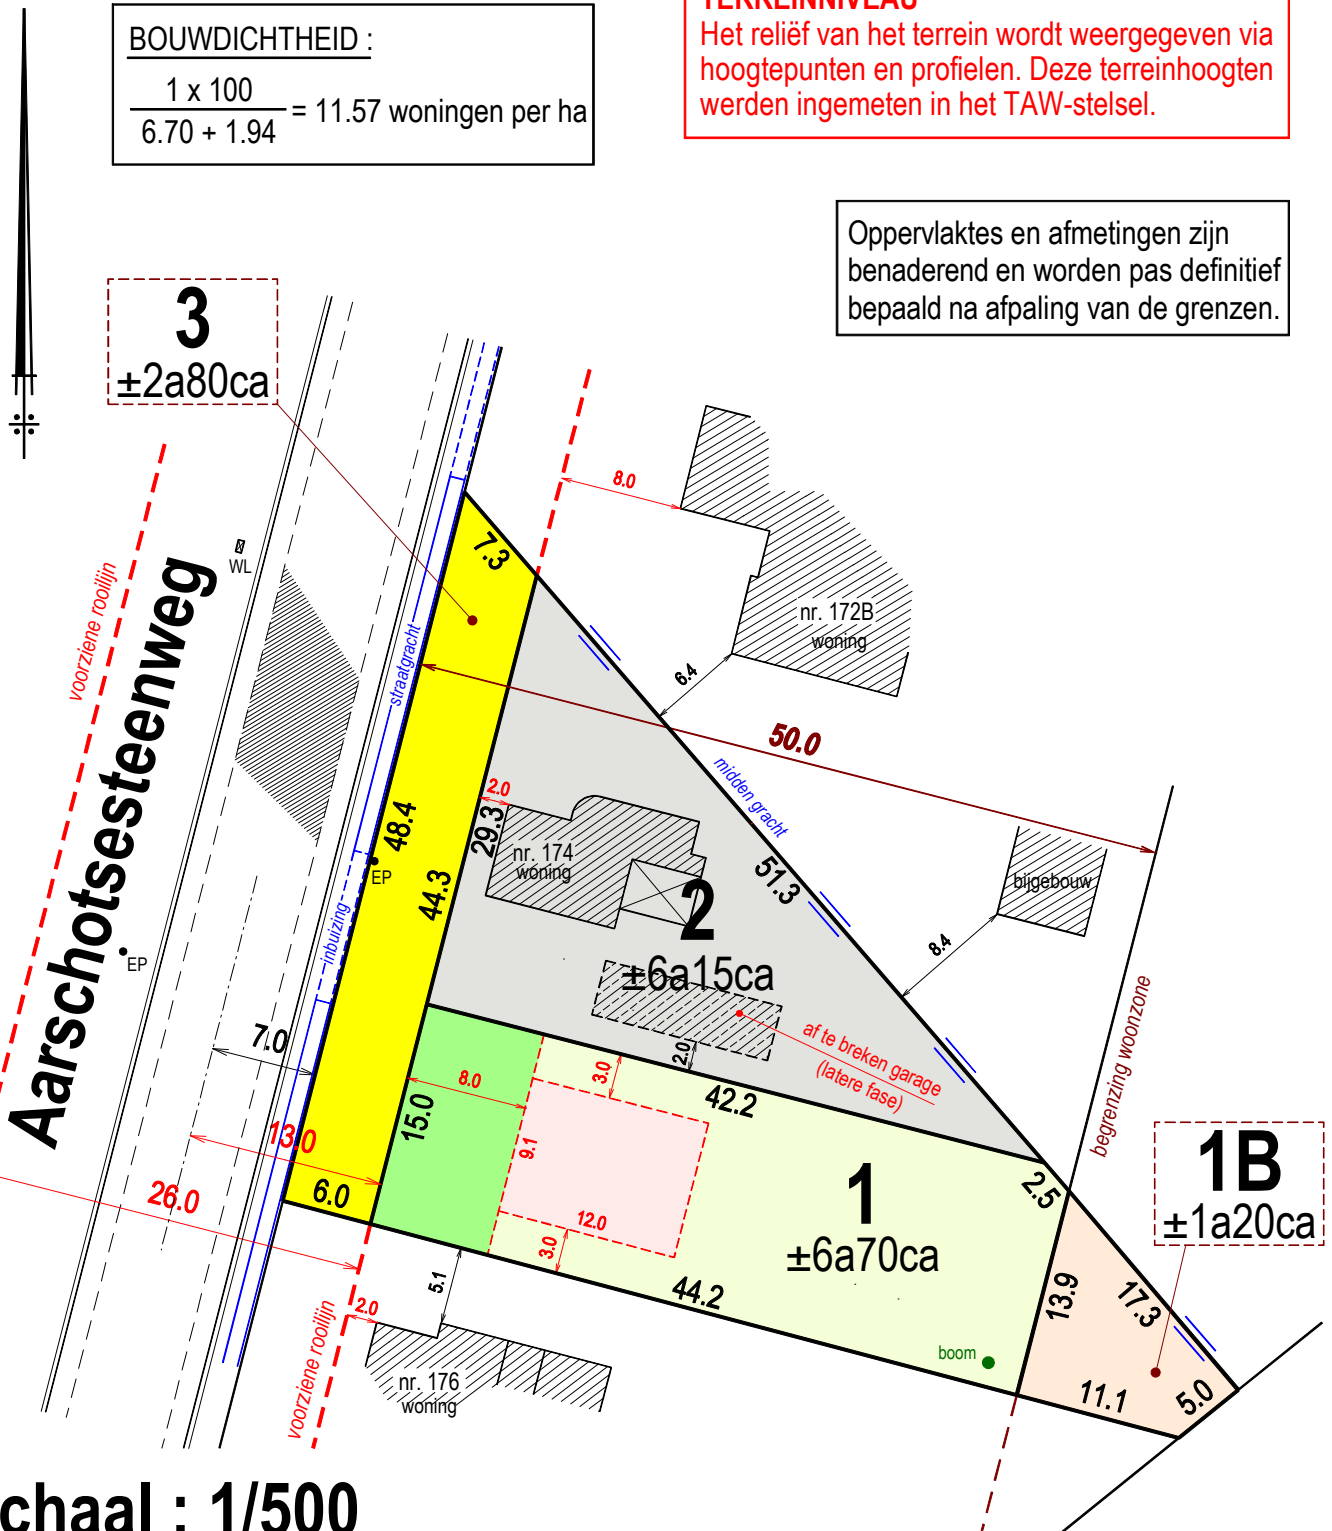 BOUWDICHTHEID :
1 x 100
6.70 + 1.94
= 11.57 woningen per ha
TERREINNIVEAU
Het reliëf van het terrein wordt weergegeven via
hoogtepunten en profielen. Deze terreinhoogten
werden ingemeten in het TAW-stelsel.
Oppervlaktes en afmetingen zijn
benaderend en worden pas definitief
bepaald na afpaling van de grenzen.
3
±2a80ca
8.0
7.3
WL
voorziene rooilijn
Aarschotsesteenweg
straatgracht
nr. 172B
woning
6.4
50.0
midden gracht
2.0
29.3
48.4
nr. 174
woning
EP
44.3
51.3
bijgebouw
2
±6a15ca
inbuizing
EP
8.4
7.0
2.0
af te breken garage
(latere fase)
begrenzing woonzone
3.0
8.0
42.2
15.0
9.1
13.0
26.0
6.0
12.0
3.0
1
±6a70ca
2.5
1B
±1a20ca
44.2
13.9
17.3
5.1
2.0
voorziene rooilijn
nr. 176
woning
boom
11.1
5.0
chaal : 1/500